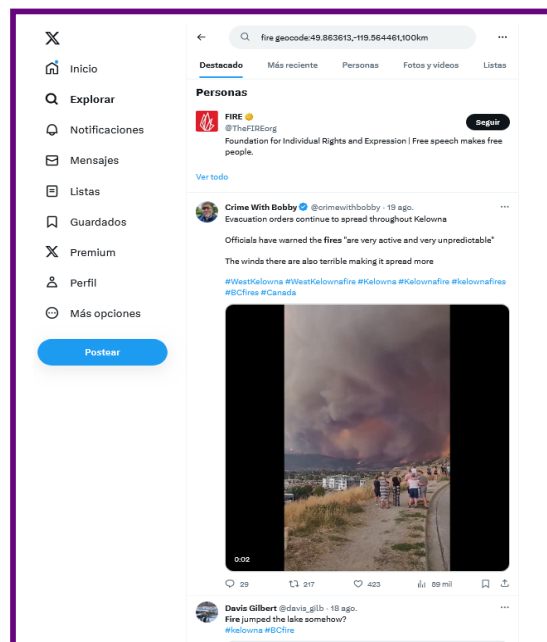 fire geocode:49.863613,-119.564461,100km
Destacado Más reciente Personas Fotos y videos Listas
Inicio
Explorar
Notificaciones
Mensajes
Listas
Guardados
Premium
Perfil
Más opciones
Postear
Personas
FIRE
@TheFIREorg
Seguir
Foundation for Individual Rights and Expression | Free speech makes free
people.
Ver todo
Crime With Bobby @crimewithbobby · 19 ago.
Evacuation orders continue to spread throughout Kelowna
Officials have warned the fires "are very active and very unpredictable"
The winds there are also terrible making it spread more
#WestKelowna #WestKelownafire #Kelowna #Kelownafire #kelownafires
#BCfires #Canada
0:02
29 217 423 89 mil
Davis Gilbert @davis_gilb · 18 ago.
Fire jumped the lake somehow?
#kelowna #BCfire